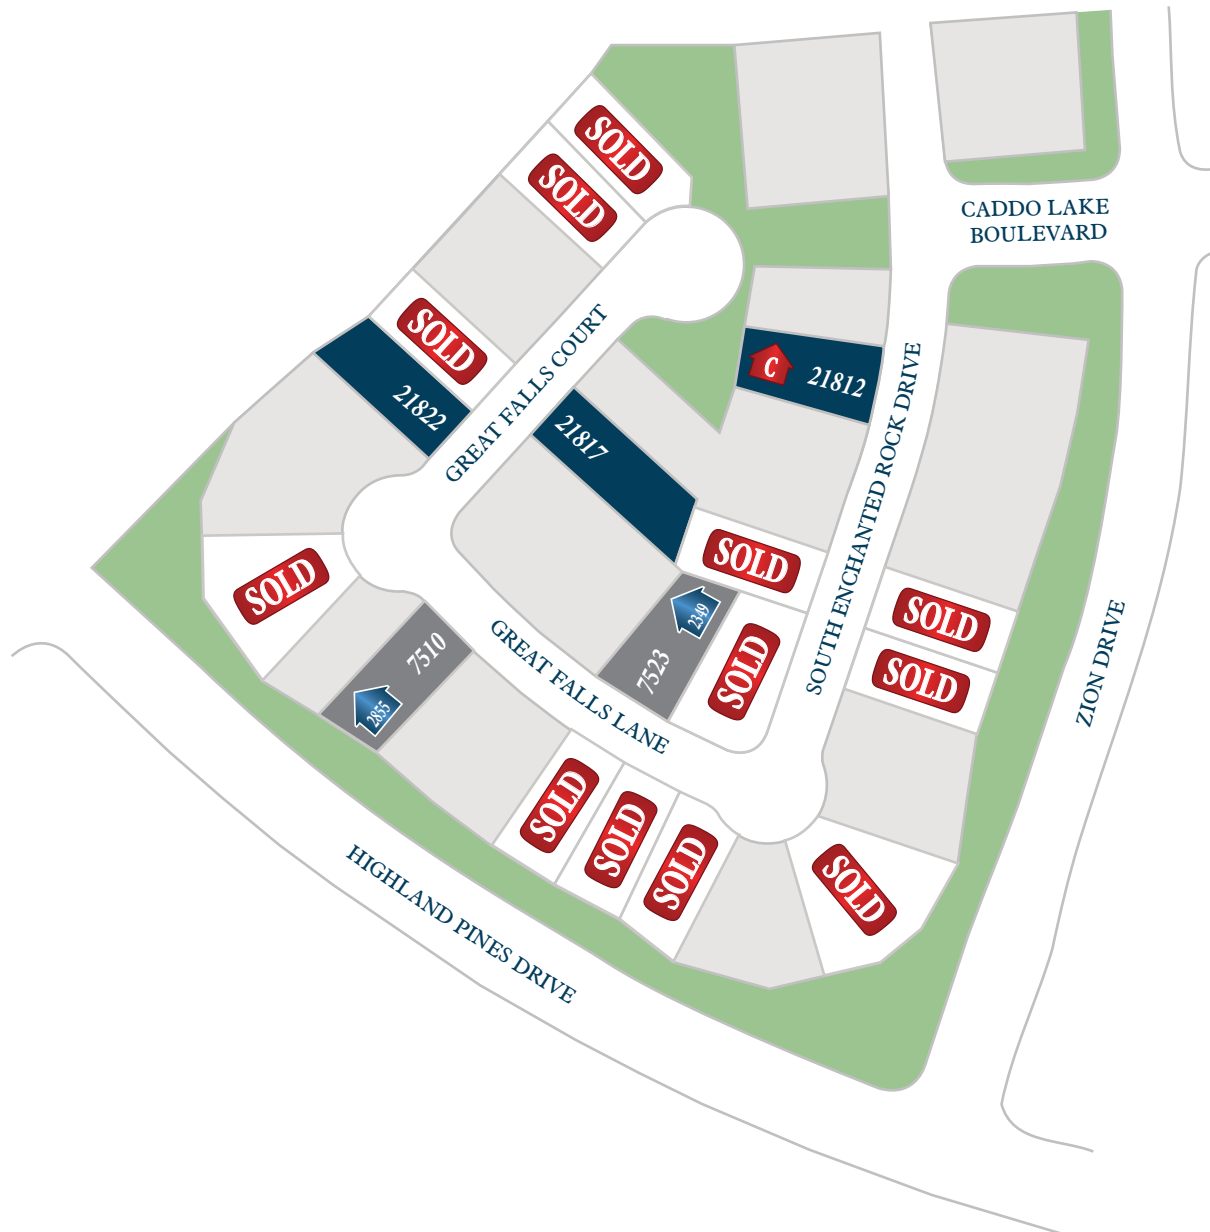 SOLD
SOLD
CADDO LAKE
BOULEVARD
SOLD
GREAT FALLS COURT
21822
C
21812
21817
SOUTH ENCHANTED ROCK DRIVE
SOLD
SOLD
2349
7523
SOLD
SOLD
SOLD
ZION DRIVE
7510
2855
GREAT FALLS LANE
SOLD
SOLD
SOLD
SOLD
HIGHLAND PINES DRIVE